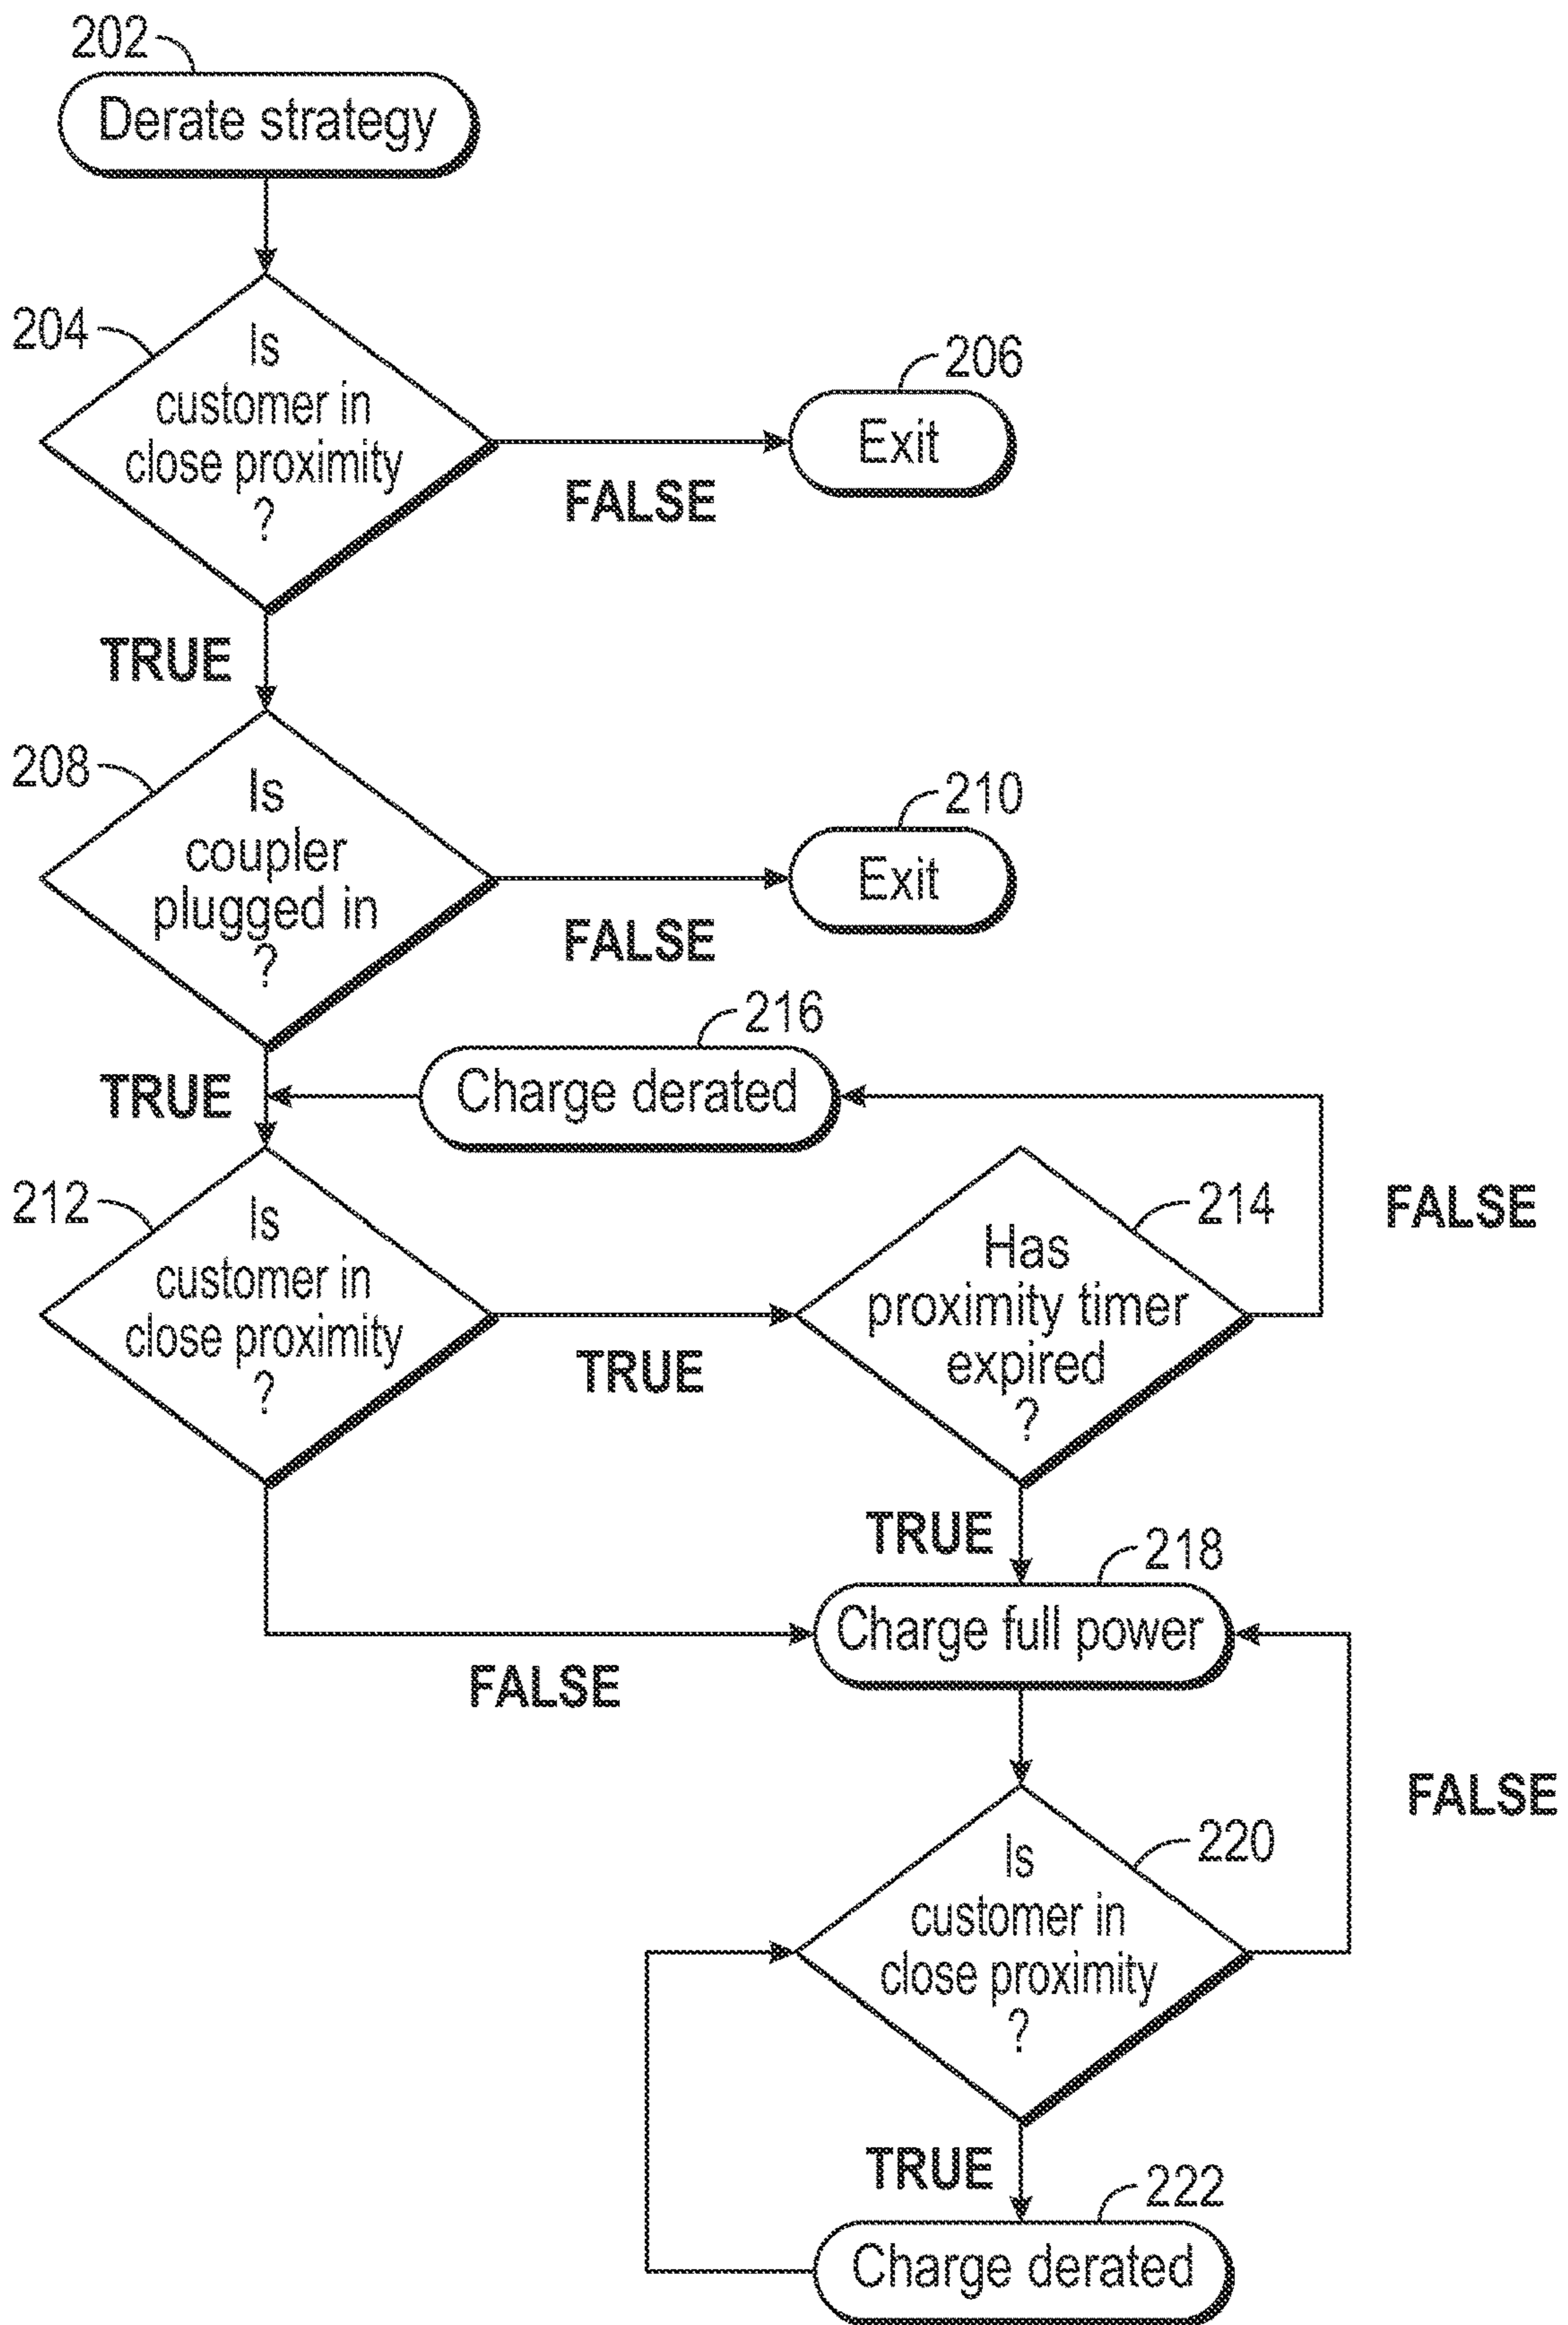 202
Derate strategy
204
Is
customer in
close proximity
?
206
Exit
FALSE
TRUE
208
Is
coupler
plugged in
?
210
Exit
FALSE
216
Charge derated
TRUE
212
Is
customer in
close proximity
?
TRUE
214
Has
proximity timer
expired
?
FALSE
TRUE
218
Charge full power
FALSE
FALSE
220
Is
customer in
close proximity
?
TRUE
222
Charge derated